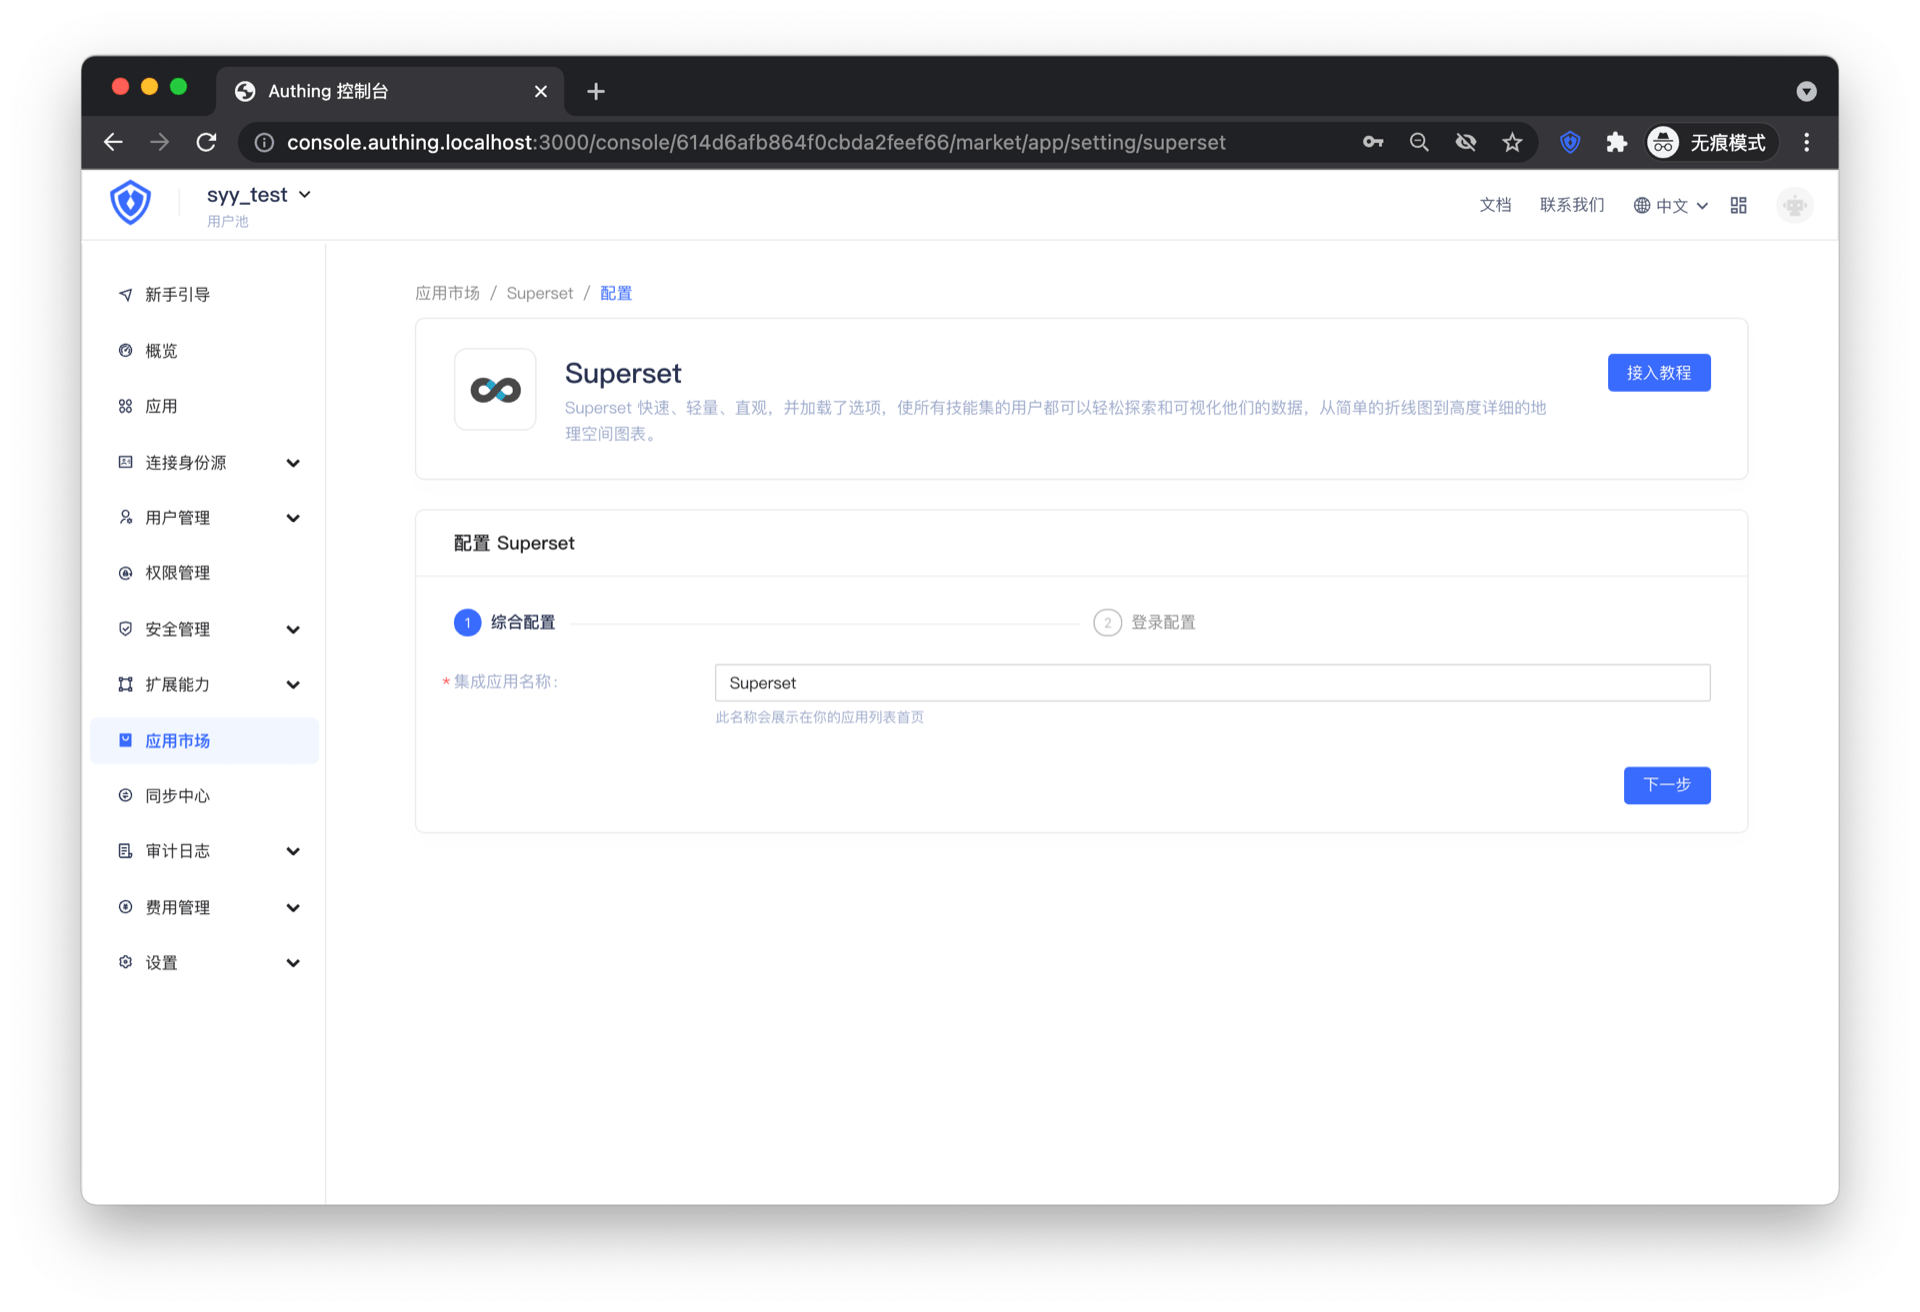 Authing 控制台
console.authing.localhost:3000/console/614d6afb864f0cbda2feef66/market/app/setting/superset
无痕模式
syy_test
用户池
文档
联系我们
中文
新手引导
概览
应用
连接身份源
用户管理
权限管理
安全管理
扩展能力
应用市场
同步中心
审计日志
费用管理
设置
应用市场 / Superset / 配置
Superset
接入教程
Superset 快速、轻量、直观，并加载了选项，使所有技能集的用户都可以轻松探索和可视化他们的数据，从简单的折线图到高度详细的地
理空间图表。
配置 Superset
1 综合配置
2 登录配置
* 集成应用名称:
Superset
此名称会展示在你的应用列表首页
下一步